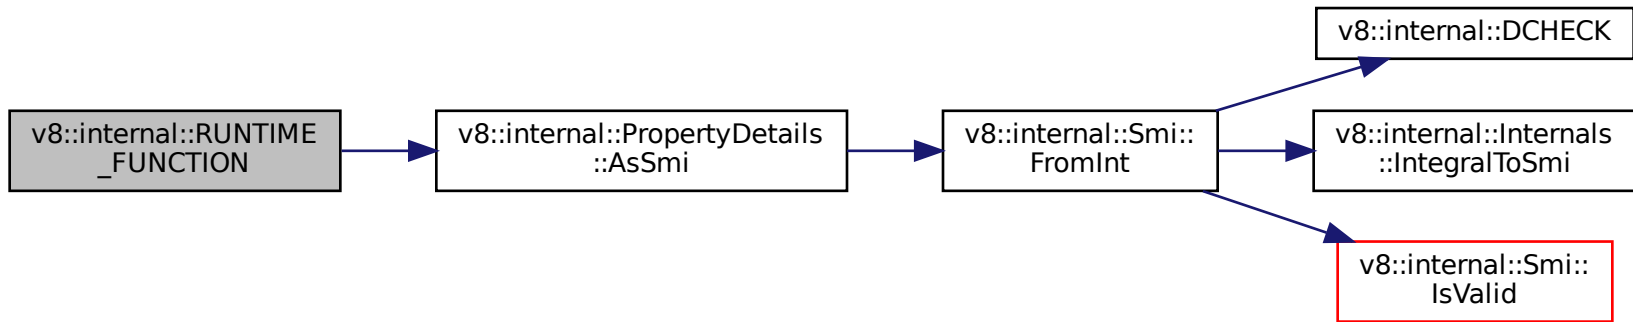 v8::internal::RUNTIME
_FUNCTION
v8::internal::PropertyDetails
::AsSmi
v8::internal::Smi::
FromInt
v8::internal::DCHECK
v8::internal::Internals
::IntegralToSmi
v8::internal::Smi::
IsValid